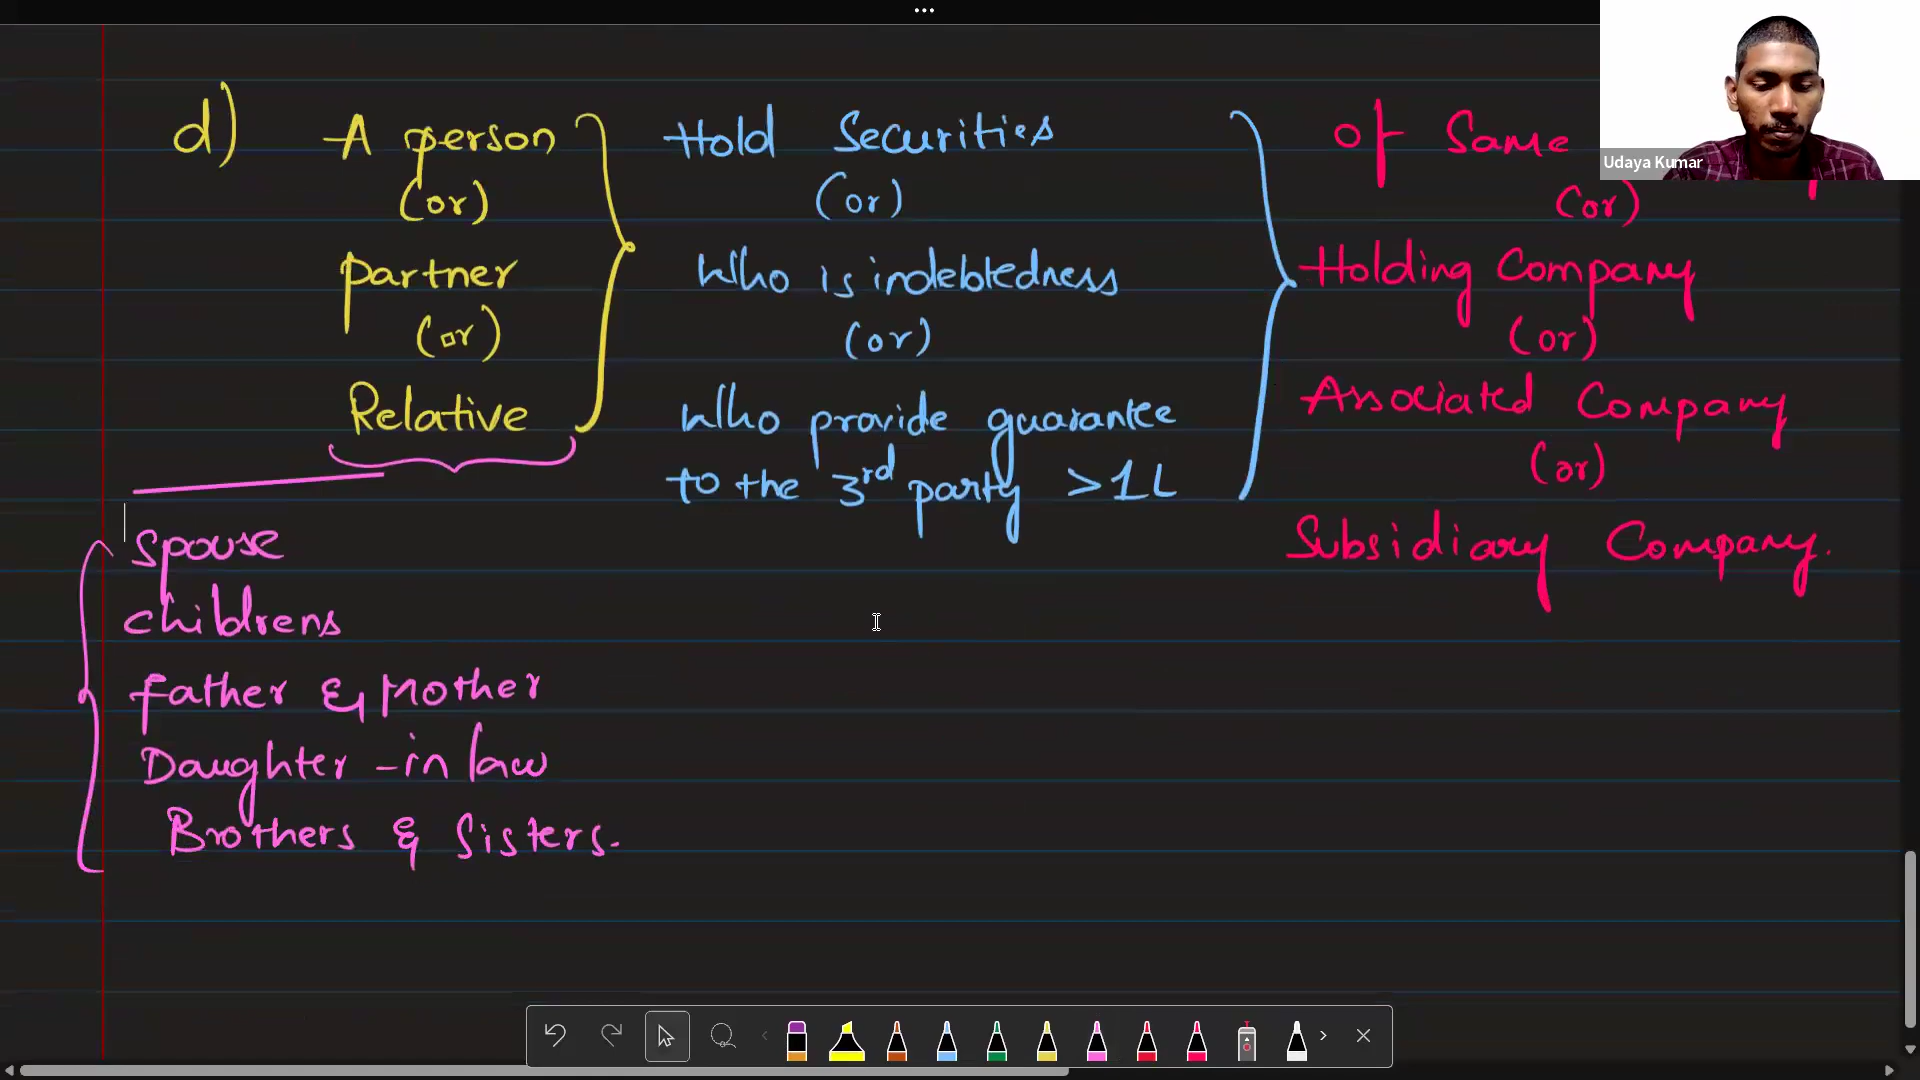 d) A person
(or)
partner
(or)
Relative
Hold Securities
(or)
Who is indebtedness
(or)
Who provide guarantee
to the 3rd party >1L
of Same
(or)
Holding Company
(or)
Associated Company
(or)
Subsidiary Company.
Spouse
childrens
Father & Mother
Daughter -in law
Brothers & Sisters.
Udaya Kumar